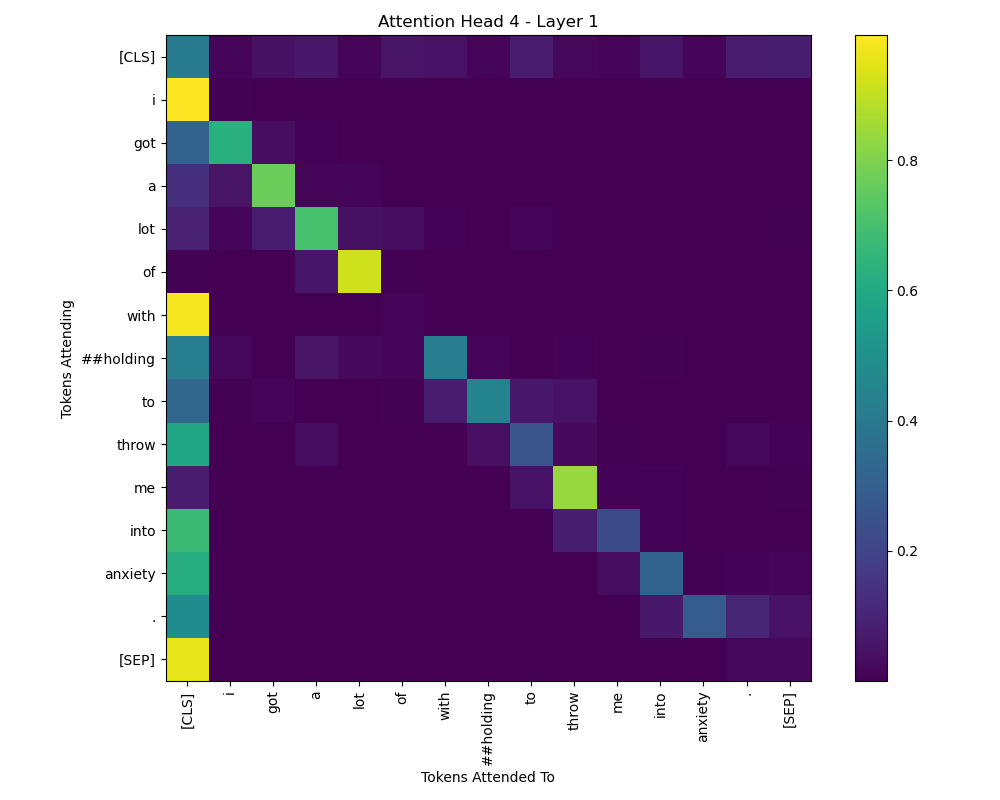 Attention Head 4 - Layer 1
[CLS]
i
got
a
lot
of
with
##holding
to
throw
me
into
anxiety
.
[SEP]
Tokens Attending
[CLS]
i
got
a
lot
of
with
##holding
to
throw
me
into
anxiety
.
[SEP]
Tokens Attended To
0.8
0.6
0.4
0.2